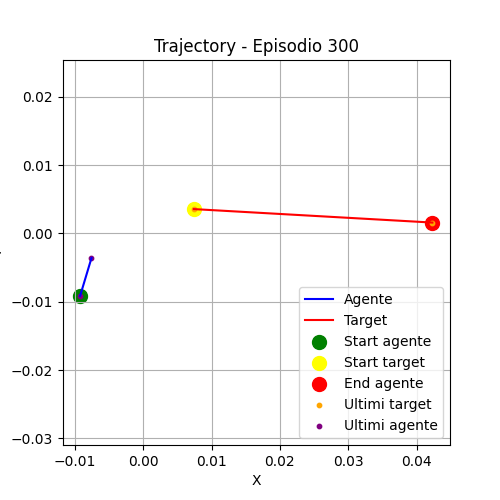 Trajectory - Episodio 300
0.02
0.01
0.00
−0.01
−0.02
−0.03
−0.01
0.00
0.01
0.02
0.03
0.04
X
Agente
Target
Start agente
Start target
End agente
Ultimi target
Ultimi agente